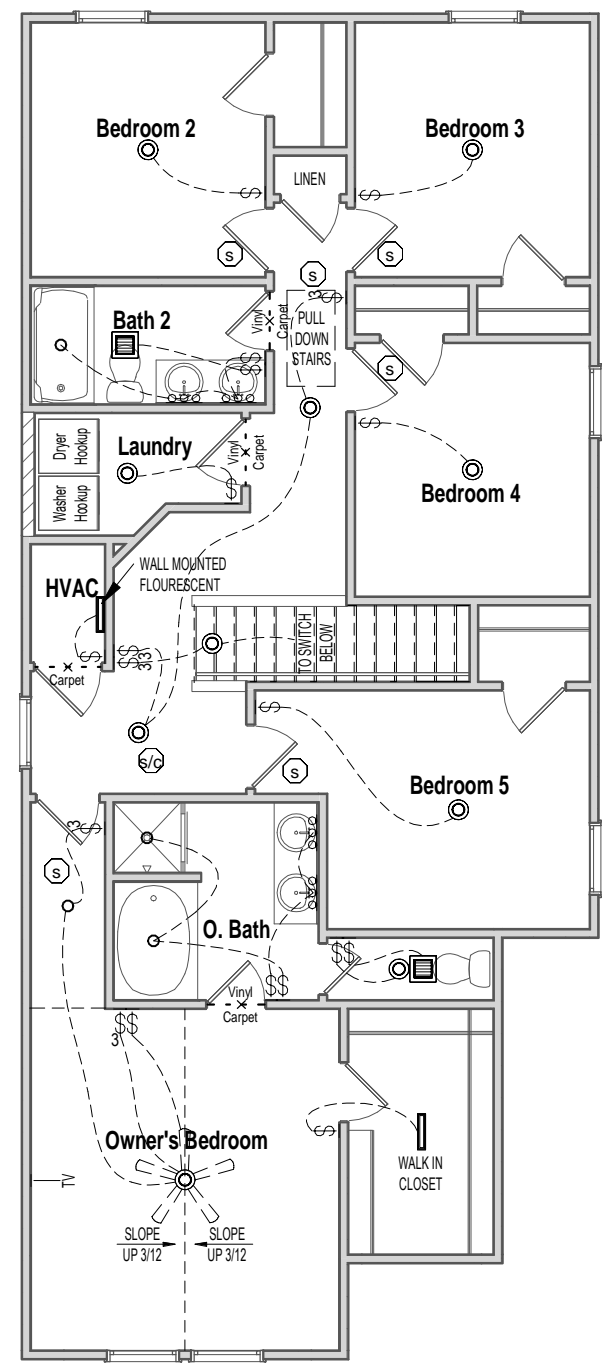 Bedroom 2
Bedroom 3
LINEN
$
$
s
s
s
Bath 2
3
$
Vinyl
Carpet
PULL
DOWN
STAIRS
$$
s
$
Laundry
Dryer
Hookup
Vinyl
Carpet
Washer
Hookup
$
Bedroom 4
WALL MOUNTED
FLOURESCENT
HVAC
$
Carpet
$$
3 3
TO SWITCH
BELOW
$
s/c
s
Bedroom 5
3
$
s
O. Bath
$$
$$
Vinyl
Carpet
$$
3
Owner's Bedroom
$
WALK IN
CLOSET
TV
SLOPE
UP 3/12
SLOPE
UP 3/12